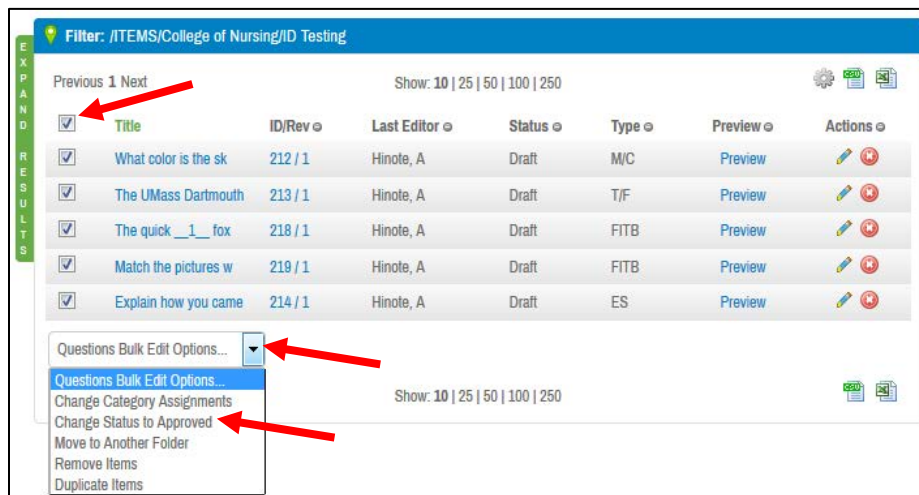 Filter: /ITEMS/College of Nursing/ID Testing
EXPAND RESULTS
Previous 1 Next Show: 10 | 25 | 50 | 100 | 250
Title ID/Rev Last Editor Status Type Preview Actions
What color is the sk 212 / 1 Hinote, A Draft M/C Preview
The UMass Dartmouth 213 / 1 Hinote, A Draft T/F Preview
The quick __1__ fox 218 / 1 Hinote, A Draft FITB Preview
Match the pictures w 219 / 1 Hinote, A Draft FITB Preview
Explain how you came 214 / 1 Hinote, A Draft ES Preview
Questions Bulk Edit Options...
Questions Bulk Edit Options...
Change Category Assignments
Show: 10 | 25 | 50 | 100 | 250
Change Status to Approved
Move to Another Folder
Remove Items
Duplicate Items